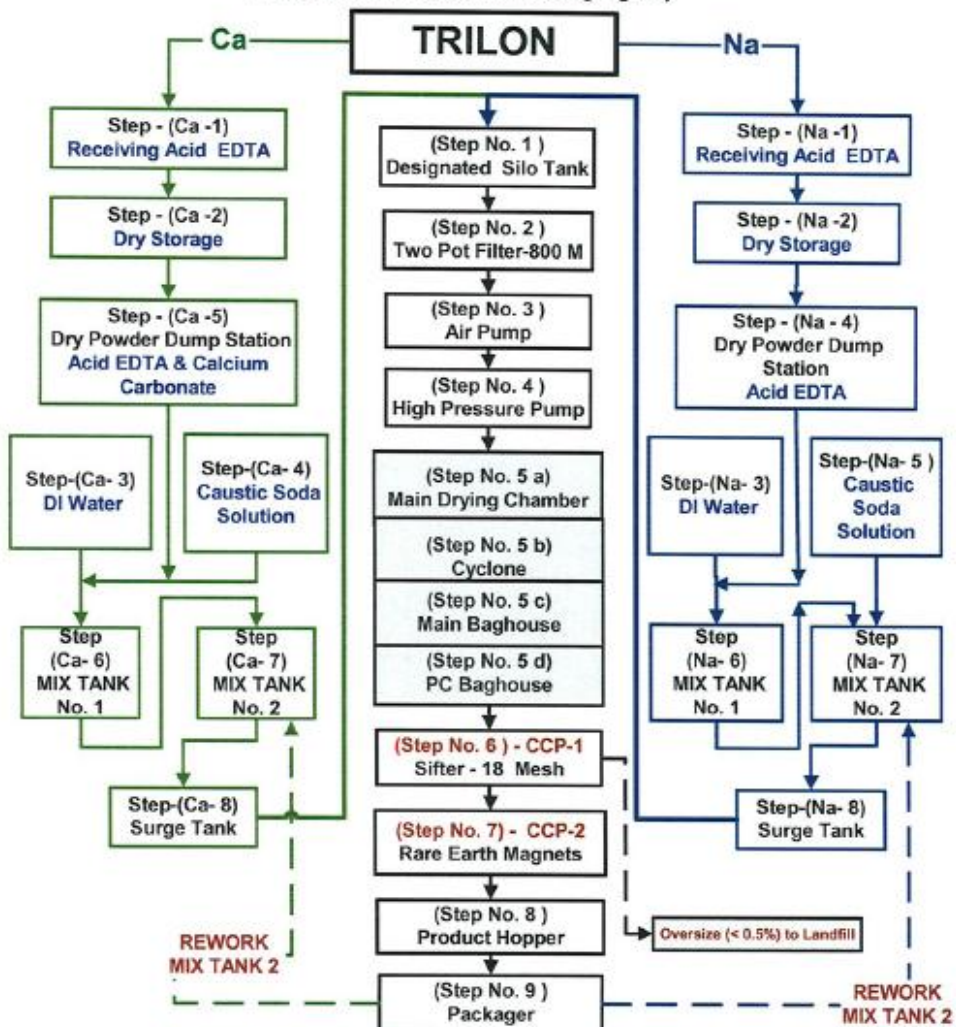 Ca
TRILON
Na
Step - (Ca -1)
Receiving Acid EDTA
Step - (Ca -2)
Dry Storage
Step - (Ca -5)
Dry Powder Dump Station
Acid EDTA & Calcium
Carbonate
Step-(Ca- 3)
DI Water
Step-(Ca- 4)
Caustic Soda
Solution
Step
(Ca- 6)
MIX TANK
No. 1
Step
(Ca- 7)
MIX TANK
No. 2
Step-(Ca- 8)
Surge Tank
REWORK
MIX TANK 2
(Step No. 1 )
Designated Silo Tank
(Step No. 2 )
Two Pot Filter-800 M
(Step No. 3 )
Air Pump
(Step No. 4 )
High Pressure Pump
(Step No. 5 a)
Main Drying Chamber
(Step No. 5 b)
Cyclone
(Step No. 5 c)
Main Baghouse
(Step No. 5 d)
PC Baghouse
(Step No. 6 ) - CCP-1
Sifter - 18 Mesh
(Step No. 7) - CCP-2
Rare Earth Magnets
(Step No. 8 )
Product Hopper
(Step No. 9 )
Packager
Oversize (< 0.5%) to Landfill
Step - (Na -1)
Receiving Acid EDTA
Step - (Na -2)
Dry Storage
Step - (Na - 4)
Dry Powder Dump
Station
Acid EDTA
Step-(Na- 3)
DI Water
Step-(Na- 5 )
Caustic
Soda
Solution
Step
(Na- 6)
MIX TANK
No. 1
Step
(Na- 7)
MIX TANK
No. 2
Step-(Na- 8)
Surge Tank
REWORK
MIX TANK 2